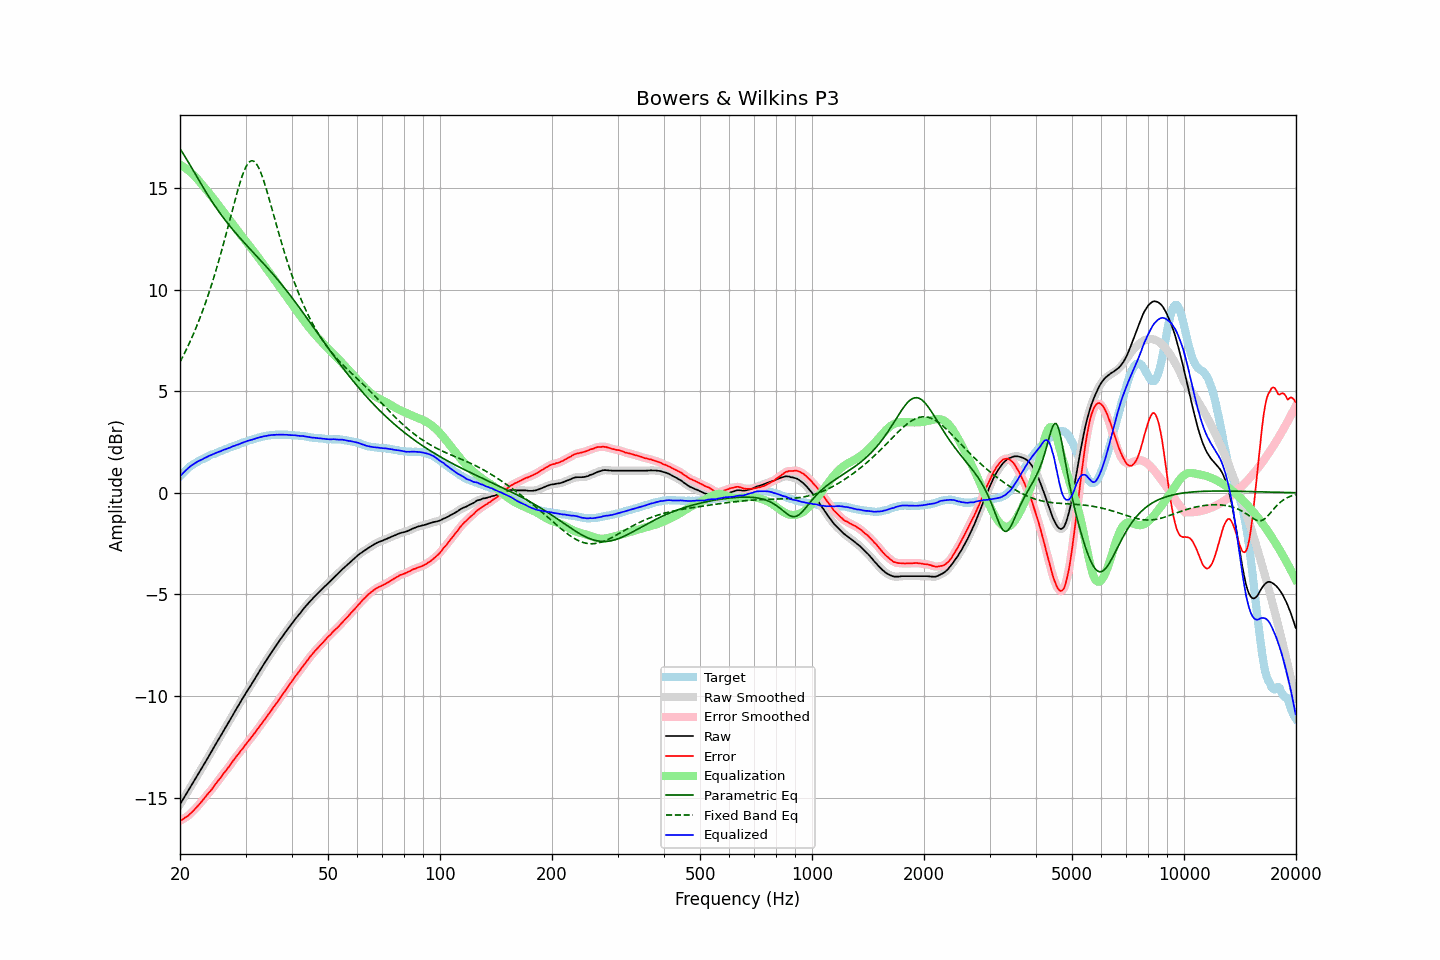 Bowers & Wilkins P3
Amplitude (dBr)
15
10
5
0
−5
−10
−15
Target
Raw Smoothed
Error Smoothed
Raw
Error
Equalization
Parametric Eq
Fixed Band Eq
Equalized
20
50
100
200
500
1000
2000
5000
10000
20000
Frequency (Hz)